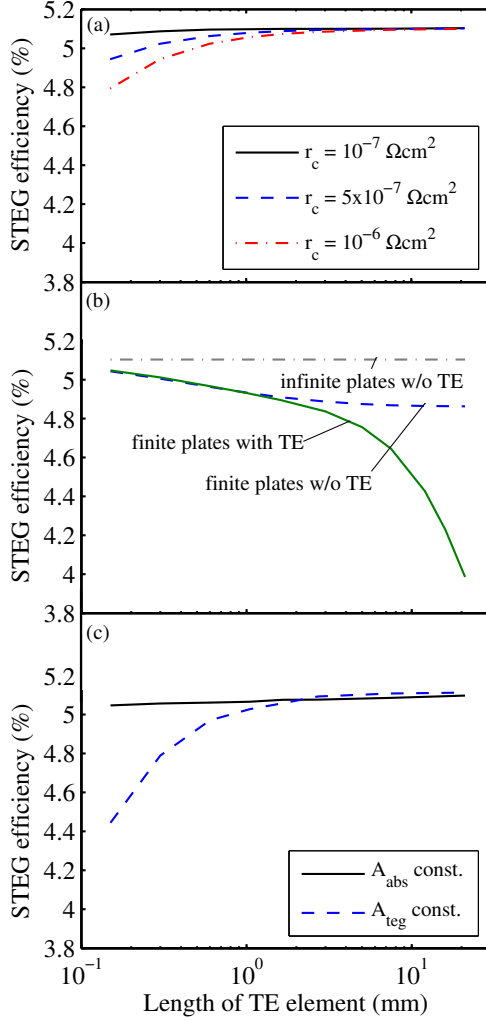 (a)
STEG efficiency (%)
5.2
5
4.8
4.6
4.4
4.2
4
3.8
r_c = 10^−7 Ωcm^2
r_c = 5x10^−7 Ωcm^2
r_c = 10^−6 Ωcm^2
(b)
STEG efficiency (%)
5.2
5
4.8
4.6
4.4
4.2
4
3.8
infinite plates w/o TE
finite plates with TE
finite plates w/o TE
(c)
STEG efficiency (%)
5.2
5
4.8
4.6
4.4
4.2
4
3.8
A_abs const.
A_teg const.
10^−1 10^0 10^1
Length of TE element (mm)